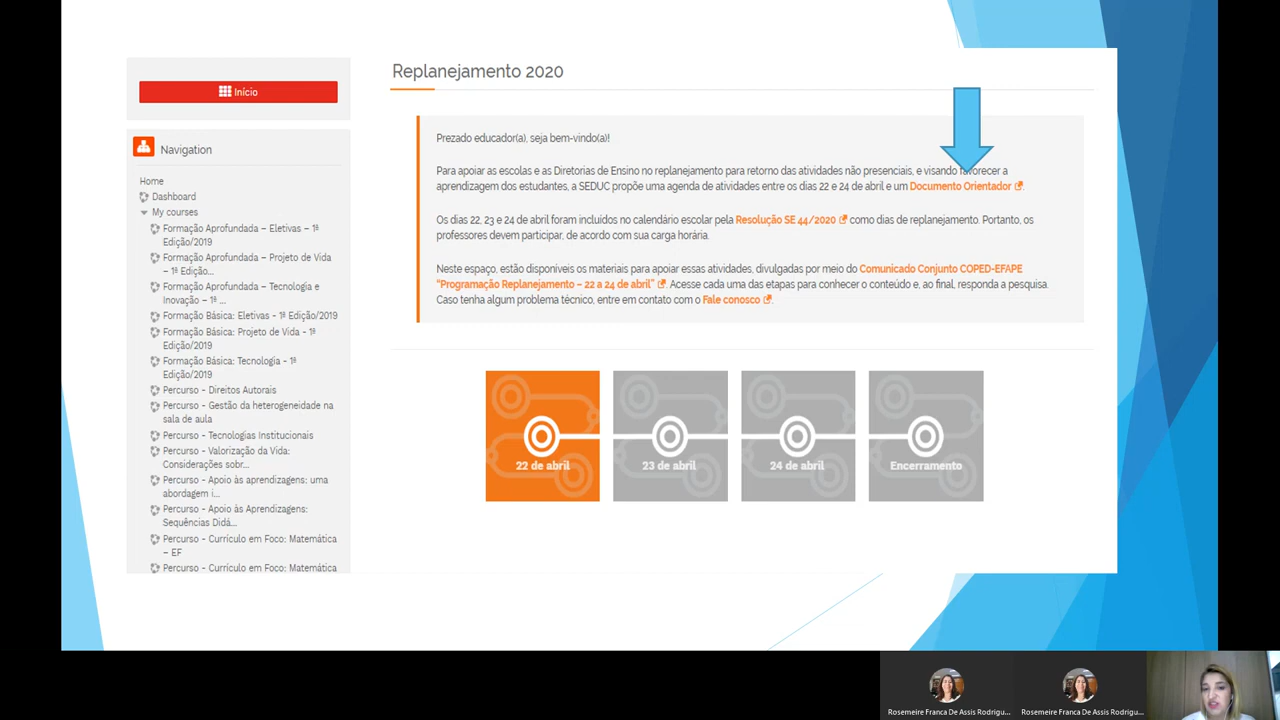 Início
Navigation
Home
Dashboard
My courses
Formação Aprofundada – Eletivas – 1ª
Edição/2019
Formação Aprofundada – Projeto de Vida
– 1ª Edição...
Formação Aprofundada – Tecnologia e
Inovação – 1ª ...
Formação Básica: Eletivas - 1ª Edição/2019
Formação Básica: Projeto de Vida - 1ª
Edição/2019
Formação Básica: Tecnologia - 1ª
Edição/2019
Percurso - Direitos Autorais
Percurso - Gestão da heterogeneidade na
sala de aula
Percurso - Tecnologias Institucionais
Percurso - Valorização da Vida:
Considerações sobr...
Percurso - Apoio às aprendizagens: uma
abordagem i...
Percurso - Apoio às Aprendizagens:
Sequências Didá...
Percurso - Currículo em Foco: Matemática
– EF
Percurso - Currículo em Foco: Matemática
Replanejamento 2020
Prezado educador(a), seja bem-vindo(a)!
Para apoiar as escolas e as Diretorias de Ensino no replanejamento para retorno das atividades não presenciais, e visando favorecer a
aprendizagem dos estudantes, a SEDUC propõe uma agenda de atividades entre os dias 22 e 24 de abril e um Documento Orientador.
Os dias 22, 23 e 24 de abril foram incluídos no calendário escolar pela Resolução SE 44/2020 como dias de replanejamento. Portanto, os
professores devem participar, de acordo com sua carga horária.
Neste espaço, estão disponíveis os materiais para apoiar essas atividades, divulgadas por meio do Comunicado Conjunto COPED-EFAPE
“Programação Replanejamento – 22 a 24 de abril”. Acesse cada uma das etapas para conhecer o conteúdo e, ao final, responda a pesquisa.
Caso tenha algum problema técnico, entre em contato com o Fale conosco.
22 de abril
23 de abril
24 de abril
Encerramento
Rosemeire Franca De Assis Rodrigu...
Rosemeire Franca De Assis Rodrigu...